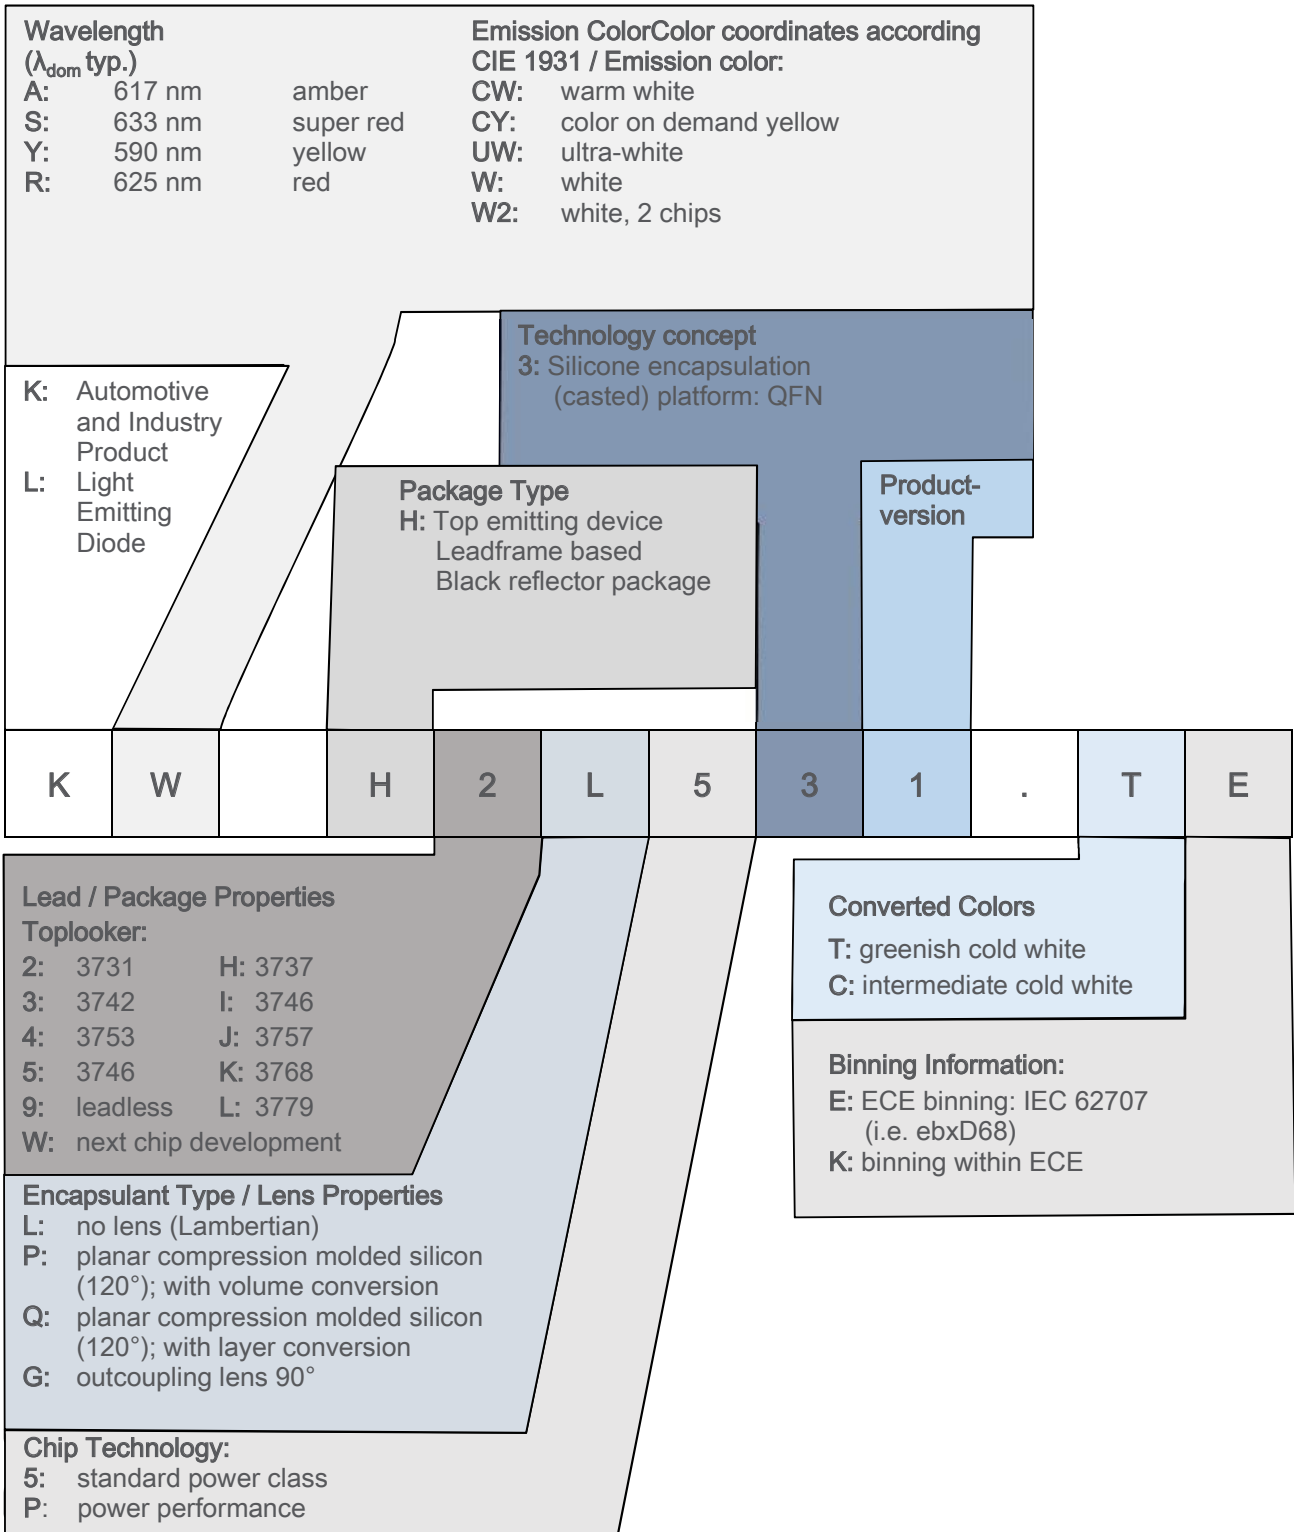 Wavelength
(λdom typ.)
A: 617 nm amber
S: 633 nm super red
Y: 590 nm yellow
R: 625 nm red
Emission ColorColor coordinates according
CIE 1931 / Emission color:
CW: warm white
CY: color on demand yellow
UW: ultra-white
W: white
W2: white, 2 chips
Technology concept
3: Silicone encapsulation
(casted) platform: QFN
K: Automotive
and Industry
Product
L: Light
Emitting
Diode
Package Type
H: Top emitting device
Leadframe based
Black reflector package
Product-
version
K W H 2 L 5 3 1 . T E
Lead / Package Properties
Toplooker:
2: 3731 H: 3737
3: 3742 I: 3746
4: 3753 J: 3757
5: 3746 K: 3768
9: leadless L: 3779
W: next chip development
Converted Colors
T: greenish cold white
C: intermediate cold white
Binning Information:
E: ECE binning: IEC 62707
(i.e. ebxD68)
K: binning within ECE
Encapsulant Type / Lens Properties
L: no lens (Lambertian)
P: planar compression molded silicon
(120°); with volume conversion
Q: planar compression molded silicon
(120°); with layer conversion
G: outcoupling lens 90°
Chip Technology:
5: standard power class
P: power performance